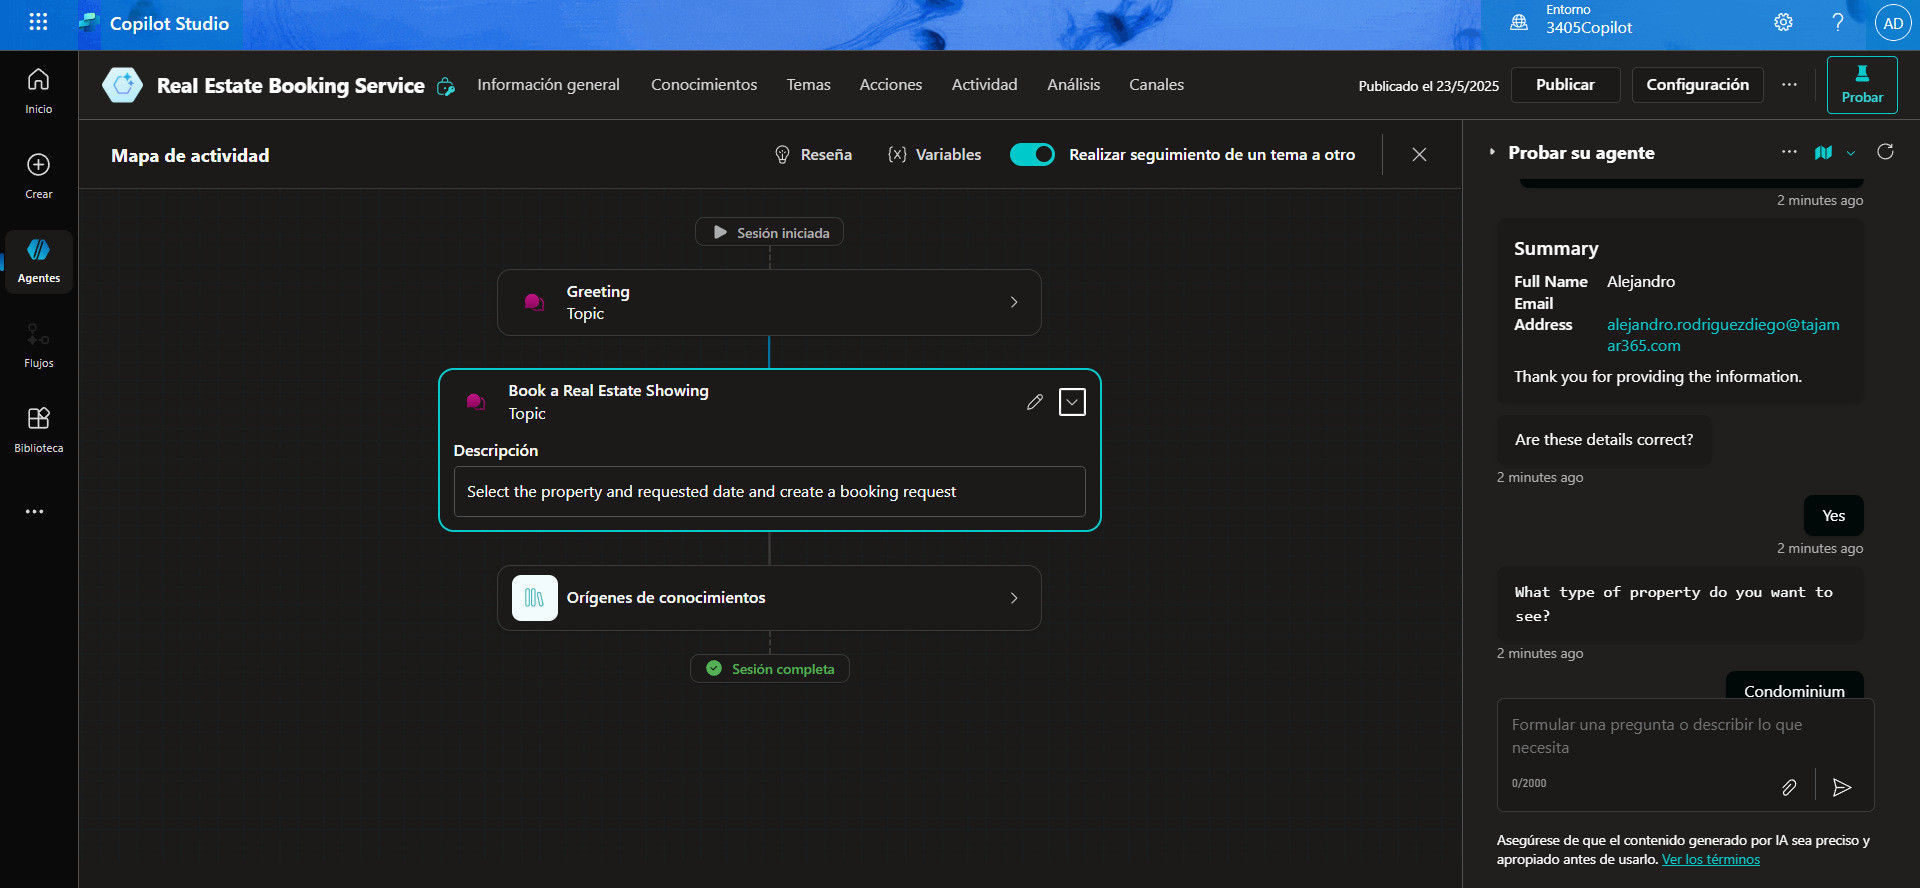 Copilot Studio
Entorno
3405Copilot
AD
Inicio
Crear
Agentes
Flujos
Biblioteca
Real Estate Booking Service
Información general
Conocimientos
Temas
Acciones
Actividad
Análisis
Canales
Publicado el 23/5/2025
Publicar
Configuración
Probar
Mapa de actividad
Reseña
Variables
Realizar seguimiento de un tema a otro
Sesión iniciada
Greeting
Topic
Book a Real Estate Showing
Topic
Descripción
Select the property and requested date and create a booking request
Orígenes de conocimientos
Sesión completa
Probar su agente
2 minutes ago
Summary
Full Name Alejandro
Email
Address alejandro.rodriguezdiego@tajam
ar365.com
Thank you for providing the information.
Are these details correct?
2 minutes ago
Yes
2 minutes ago
What type of property do you want to
see?
2 minutes ago
Condominium
Formular una pregunta o describir lo que
necesita
0/2000
Asegúrese de que el contenido generado por IA sea preciso y
apropiado antes de usarlo. Ver los términos